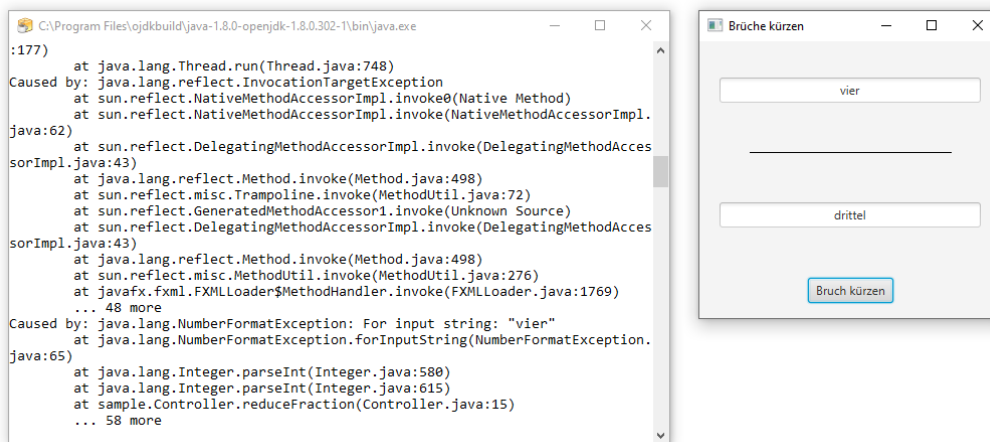 C:\Program Files\ojdkbuild\java-1.8.0-openjdk-1.8.0.302-1\bin\java.exe
:177)
at java.lang.Thread.run(Thread.java:748)
Caused by: java.lang.reflect.InvocationTargetException
at sun.reflect.NativeMethodAccessorImpl.invoke0(Native Method)
at sun.reflect.NativeMethodAccessorImpl.invoke(NativeMethodAccessorImpl.
java:62)
at sun.reflect.DelegatingMethodAccessorImpl.invoke(DelegatingMethodAcces
sorImpl.java:43)
at java.lang.reflect.Method.invoke(Method.java:498)
at sun.reflect.misc.Trampoline.invoke(MethodUtil.java:72)
at sun.reflect.GeneratedMethodAccessor1.invoke(Unknown Source)
at sun.reflect.DelegatingMethodAccessorImpl.invoke(DelegatingMethodAcces
sorImpl.java:43)
at java.lang.reflect.Method.invoke(Method.java:498)
at sun.reflect.misc.MethodUtil.invoke(MethodUtil.java:276)
at javafx.fxml.FXMLLoader$MethodHandler.invoke(FXMLLoader.java:1769)
... 48 more
Caused by: java.lang.NumberFormatException: For input string: "vier"
at java.lang.NumberFormatException.forInputString(NumberFormatException.
java:65)
at java.lang.Integer.parseInt(Integer.java:580)
at java.lang.Integer.parseInt(Integer.java:615)
at sample.Controller.reduceFraction(Controller.java:15)
... 58 more
Brüche kürzen
vier
drittel
Bruch kürzen